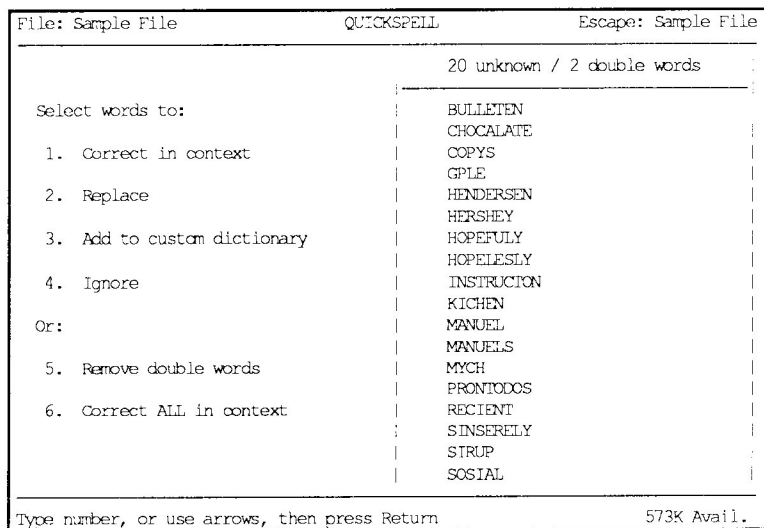 File: Sample File QUICKSPELL Escape: Sample File
20 unknown / 2 double words
Select words to:
1. Correct in context
2. Replace
3. Add to custom dictionary
4. Ignore
Or:
5. Remove double words
6. Correct ALL in context
BULLETEN
CHOCALATE
COPYS
GPLE
HENDERSEN
HERSHEY
HOPEFULY
HOPELESLY
INSTRUCTON
KICHEN
MANUEL
MANUELS
MYCH
PRONTODOS
RECIENT
SINSERELY
SIRUP
SOSIAL
Type number, or use arrows, then press Return 573K Avail.